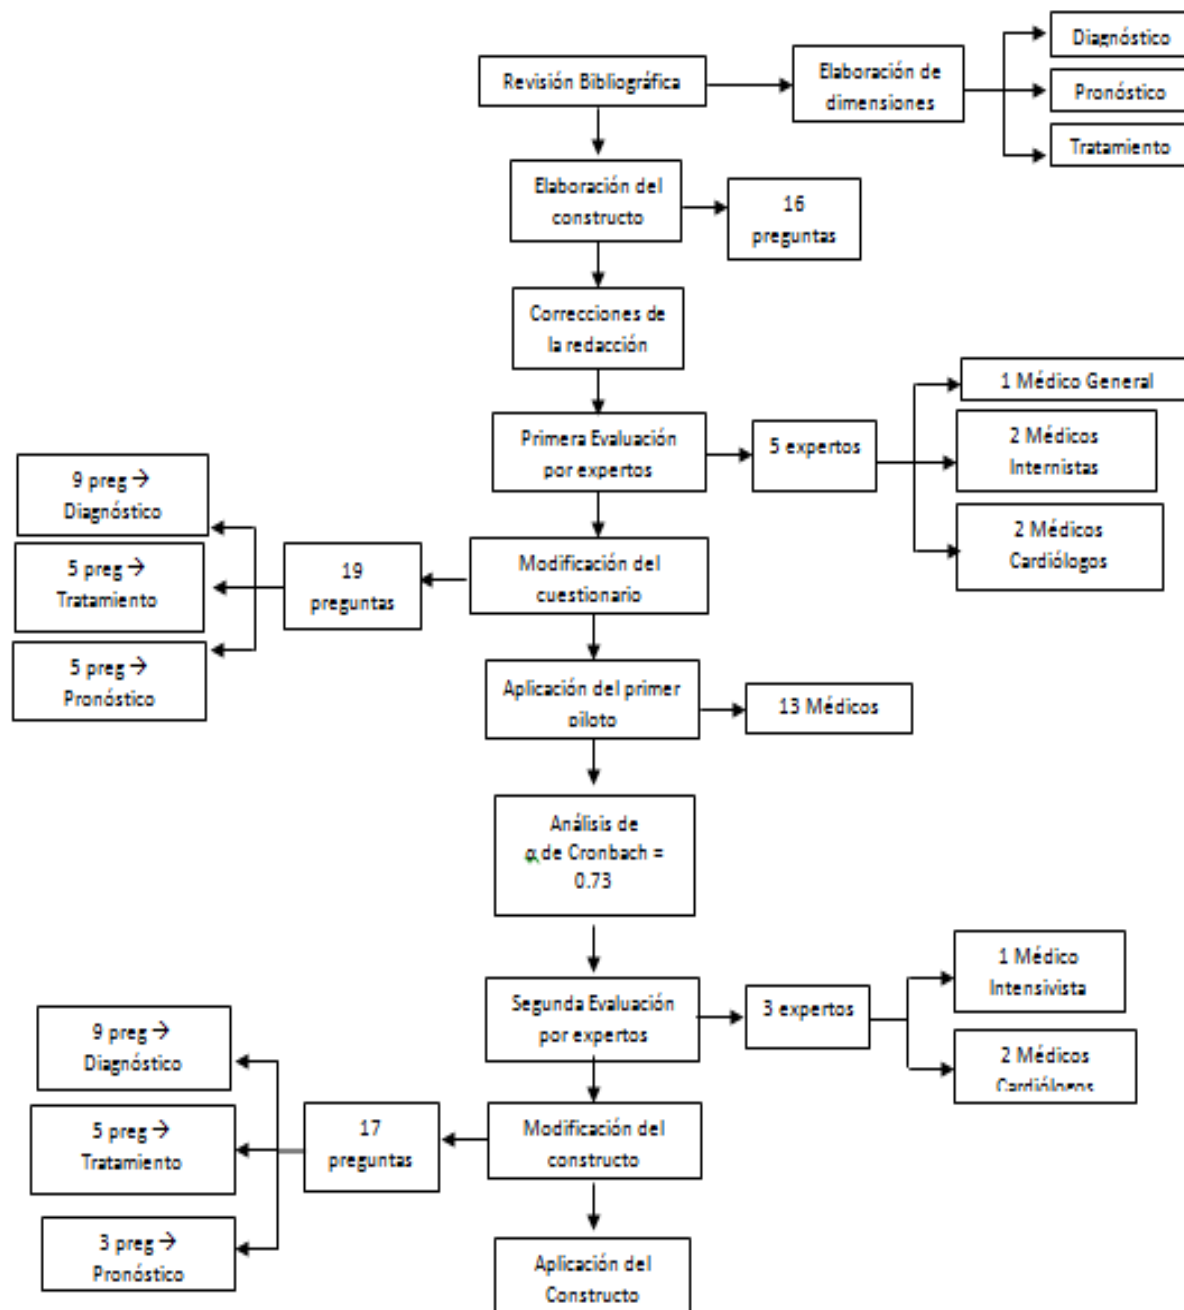 Revisión Bibliográfica
Elaboración de
dimensiones
Diagnóstico
Pronóstico
Tratamiento
Elaboración del
constructo
16
preguntas
Correcciones de
la redacción
Primera Evaluación
por expertos
5 expertos
1 Médico General
2 Médicos
Internistas
2 Médicos
Cardiólogos
Modificación del
cuestionario
19
preguntas
9 preg →
Diagnóstico
5 preg →
Tratamiento
5 preg →
Pronóstico
Aplicación del primer
piloto
13 Médicos
Análisis de
α de Cronbach =
0.73
Segunda Evaluación
por expertos
3 expertos
1 Médico
Intensivista
2 Médicos
Cardiólogos
Modificación del
constructo
17
preguntas
9 preg →
Diagnóstico
5 preg →
Tratamiento
3 preg →
Pronóstico
Aplicación del
Constructo